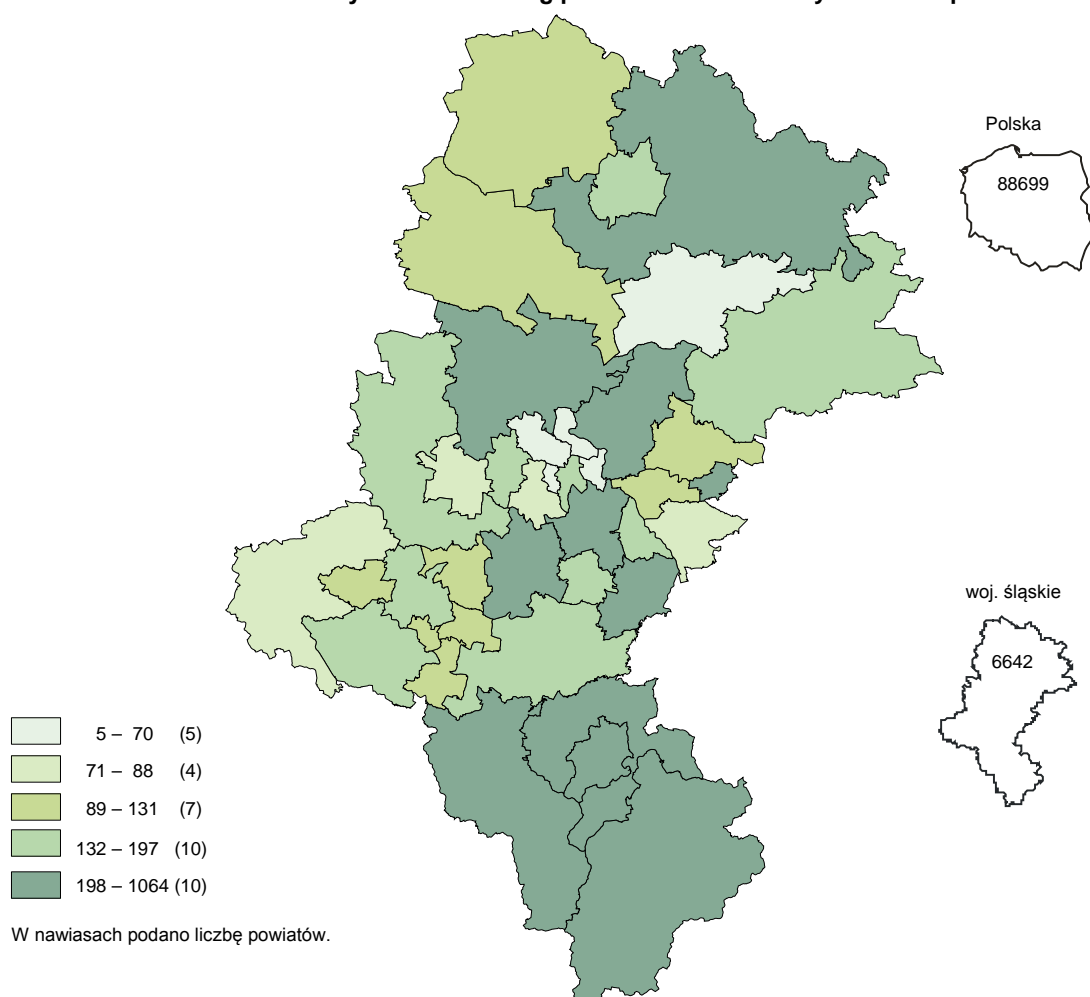 Polska
88699
woj. śląskie
6642
5 – 70 (5)
71 – 88 (4)
89 – 131 (7)
132 – 197 (10)
198 – 1064 (10)
W nawiasach podano liczbę powiatów.